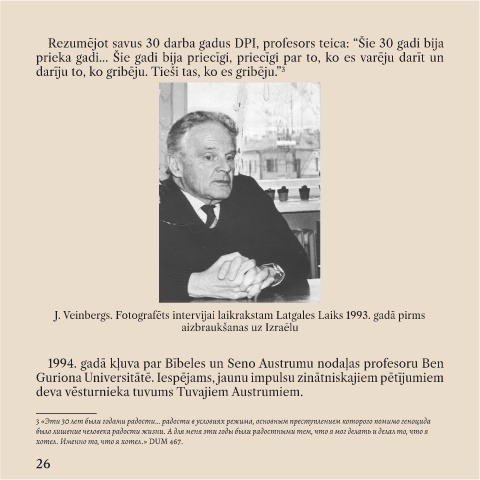 Rezumējot savus 30 darba gadus DPI, profesors teica: “Šie 30 gadi bija
prieka gadi... Šie gadi bija priecīgi, priecīgi par to, ko es varēju darīt un
darīju to, ko gribēju. Tieši tas, ko es gribēju.”³
J. Veinbergs. Fotografēts intervijai laikrakstam Latgales Laiks 1993. gadā pirms
aizbraukšanas uz Izraēlu
1994. gadā kļuva par Bībeles un Seno Austrumu nodaļas profesoru Ben
Guriona Universitātē. Iespējams, jaunu impulsu zinātniskajiem pētījumiem
deva vēsturnieka tuvums Tuvajiem Austrumiem.
3 «Эти 30 лет были годами радости... радости в условиях режима, основным преступлением которого помимо геноцида
было лишение человека радости жизни. А для меня эти годы были радостными тем, что я мог делать и делал то, что я
хотел. Именно то, что я хотел.» DUM 467.
26